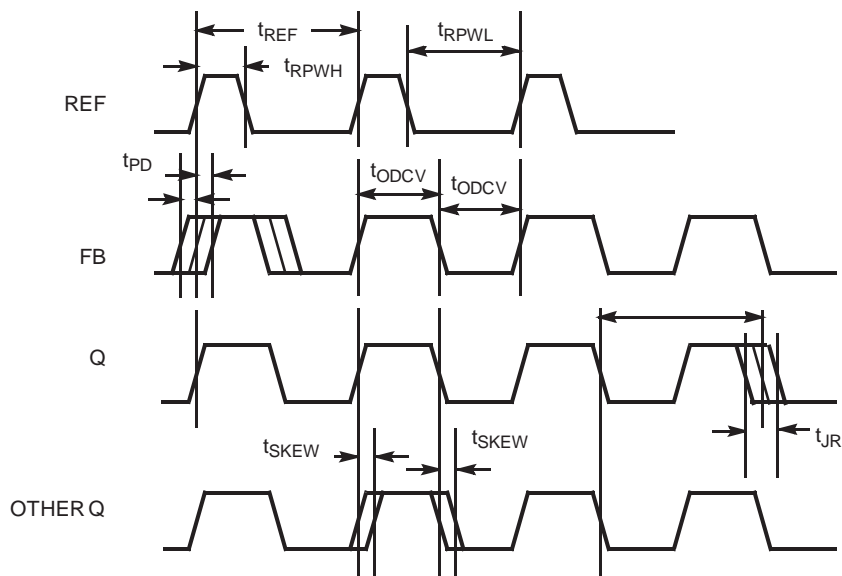 tREF
tRPWL
tRPWH
REF
tPD
tODCV
tODCV
FB
Q
tJR
tSKEW
tSKEW
OTHER Q